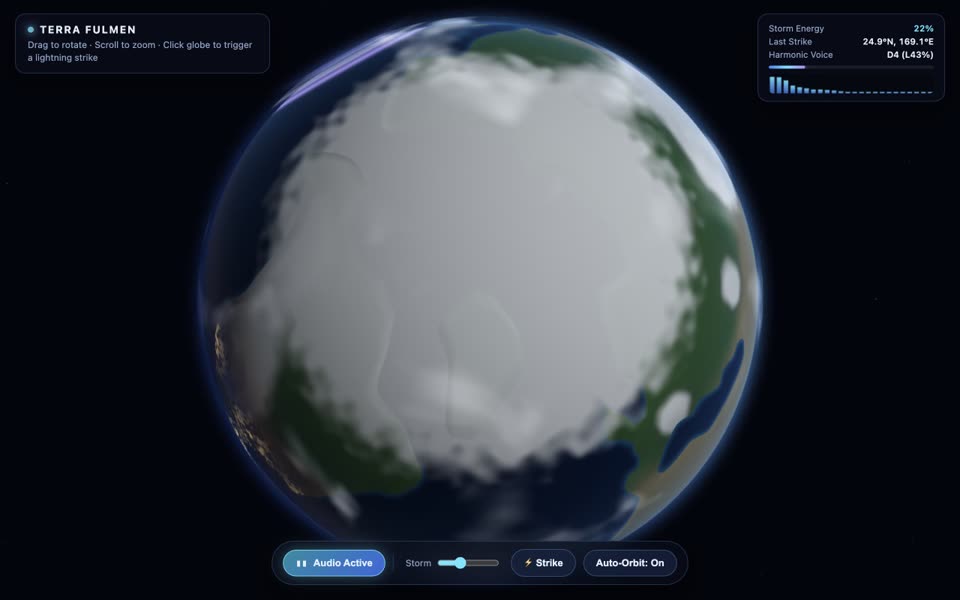 TERRA FULMEN
Drag to rotate · Scroll to zoom · Click globe to trigger
a lightning strike
Storm Energy 22%
Last Strike 24.9°N, 169.1°E
Harmonic Voice D4 (L43%)
Audio Active
Storm
⚡ Strike
Auto-Orbit: On